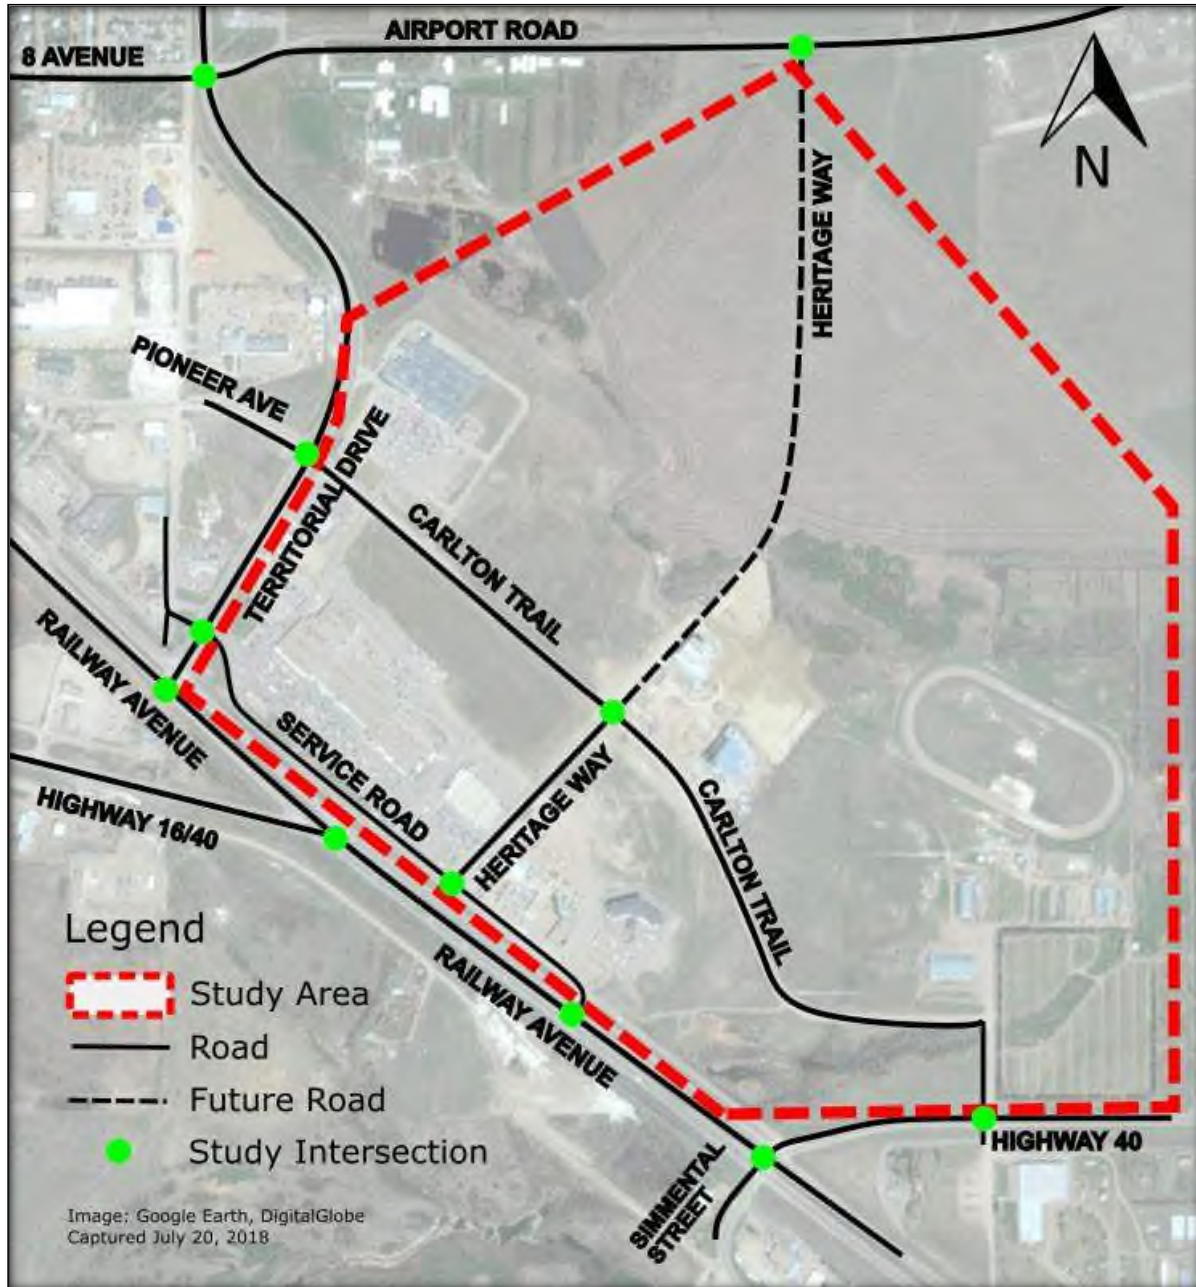 AIRPORT ROAD
8 AVENUE
N
HERITAGE WAY
PIONEER AVE
TERRITORIAL DRIVE
CARLTON TRAIL
RAILWAY AVENUE
SERVICE ROAD
HERITAGE WAY
CARLTON TRAIL
HIGHWAY 16/40
RAILWAY AVENUE
Legend
Study Area
Road
Future Road
Study Intersection
HIGHWAY 40
SIMMENTAL
STREET
Image: Google Earth, DigitalGlobe
Captured July 20, 2018